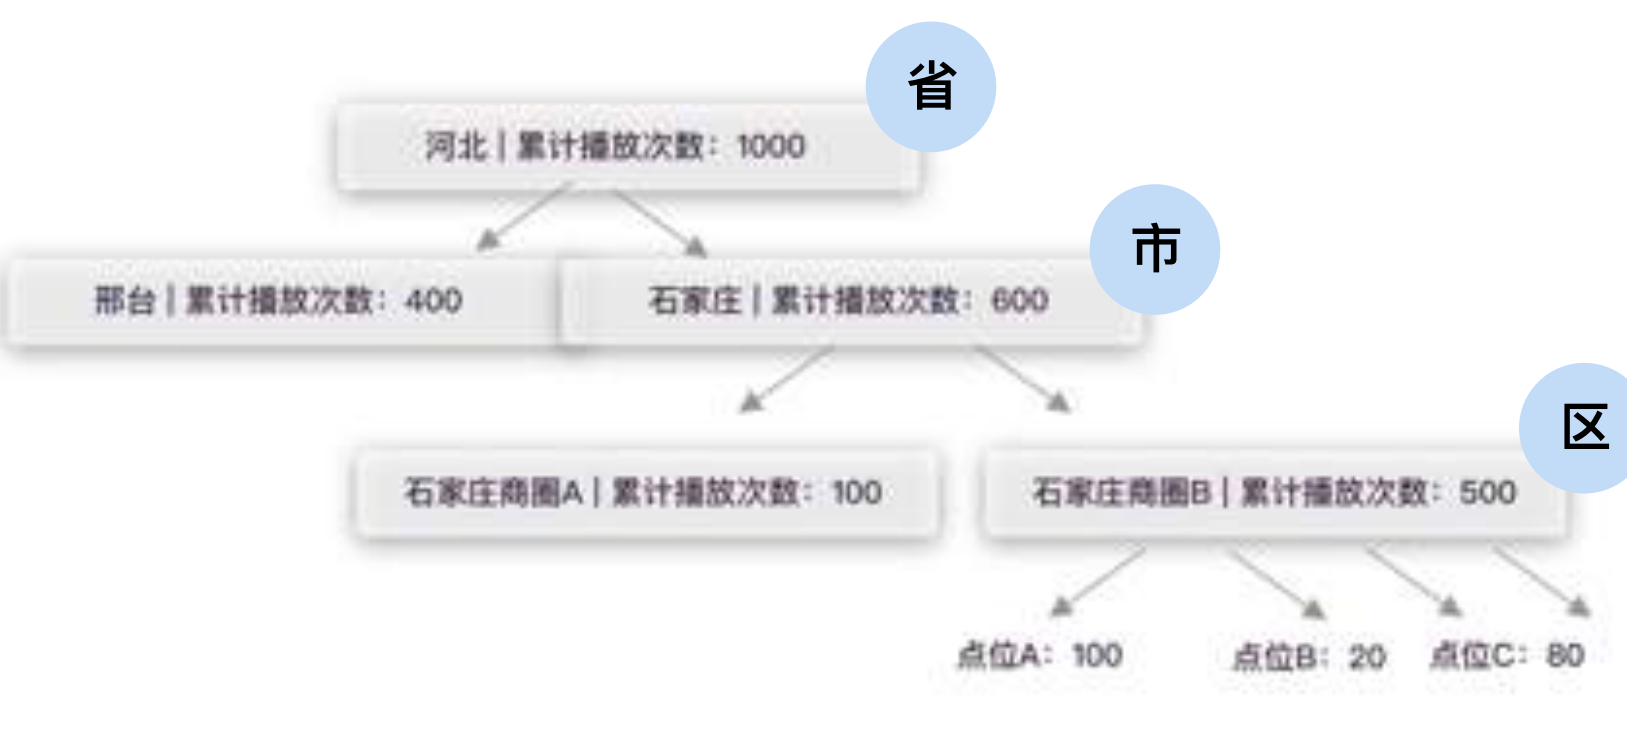 省
河北 | 累计播放次数：1000
市
邢台 | 累计播放次数：400
石家庄 | 累计播放次数：600
区
石家庄商圈A | 累计播放次数：100
石家庄商圈B | 累计播放次数：500
点位A：100
点位B：20
点位C：80